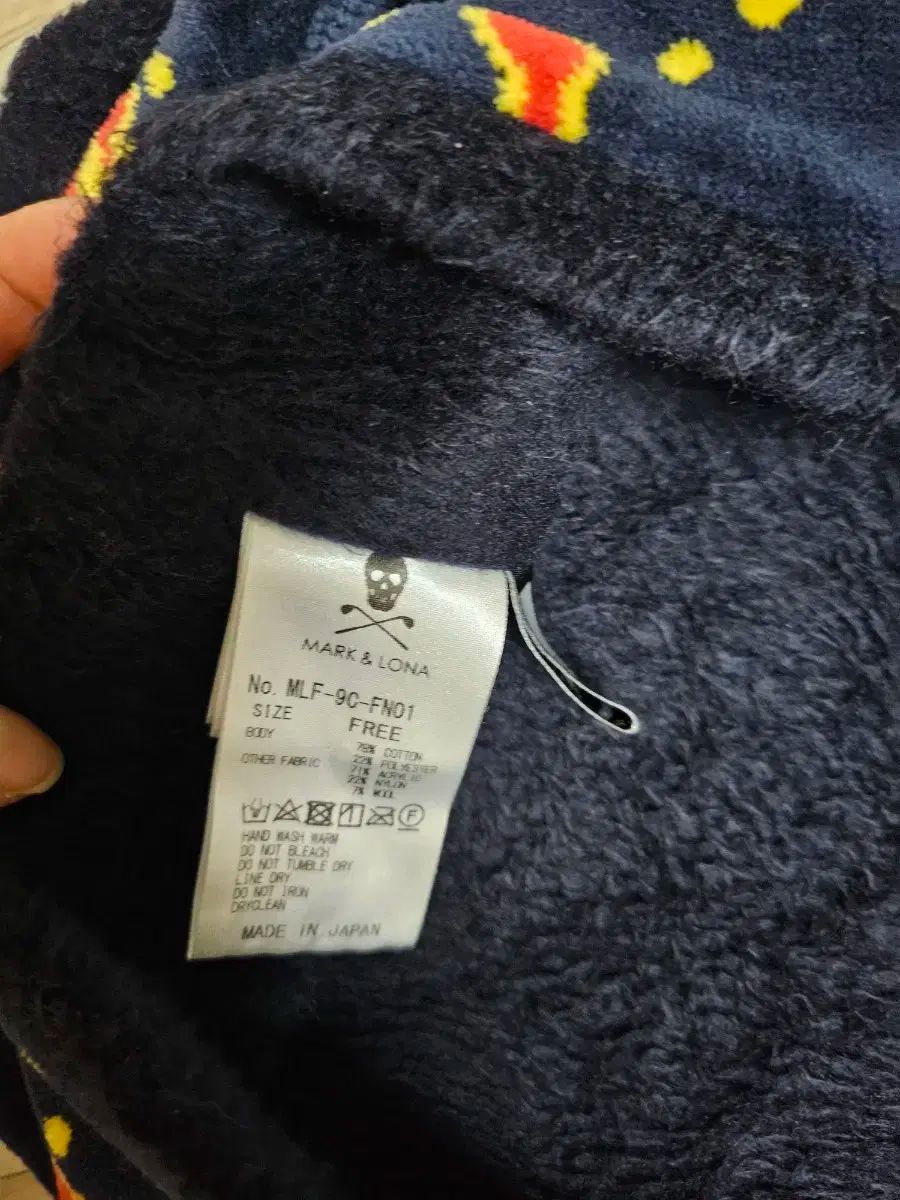 MARK & LONA
No. MLF-9C-FN01
SIZE FREE
BODY 78% COTTON
22% POLYESTER
OTHER FABRIC 71% ACRYLIC
22% NYLON
7% WOOL
F
HAND WASH WARM
DO NOT BLEACH
DO NOT TUMBLE DRY
LINE DRY
DO NOT IRON
DRYCLEAN
MADE IN JAPAN